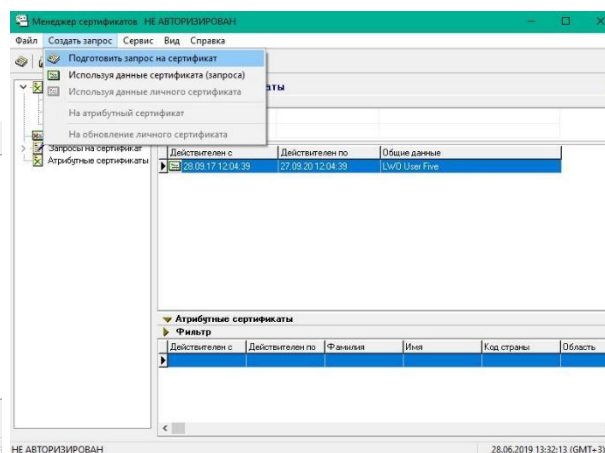 Менеджер сертификатов НЕ АВТОРИЗИРОВАН
Файл Создать запрос Сервис Вид Справка
Подготовить запрос на сертификат
Используя данные сертификата (запроса)
Используя данные личного сертификата
На атрибутный сертификат
На обновление личного сертификата
Запросы на сертификат
Атрибутные сертификаты
Действителен с Действителен по Общие данные
28.09.17 12:04:39 27.09.20 12:04:39 LWO User Five
Атрибутные сертификаты
Фильтр
Действителен с Действителен по Фамилия Имя Код страны Область
НЕ АВТОРИЗИРОВАН 28.06.2019 13:32:13 (GMT+3)